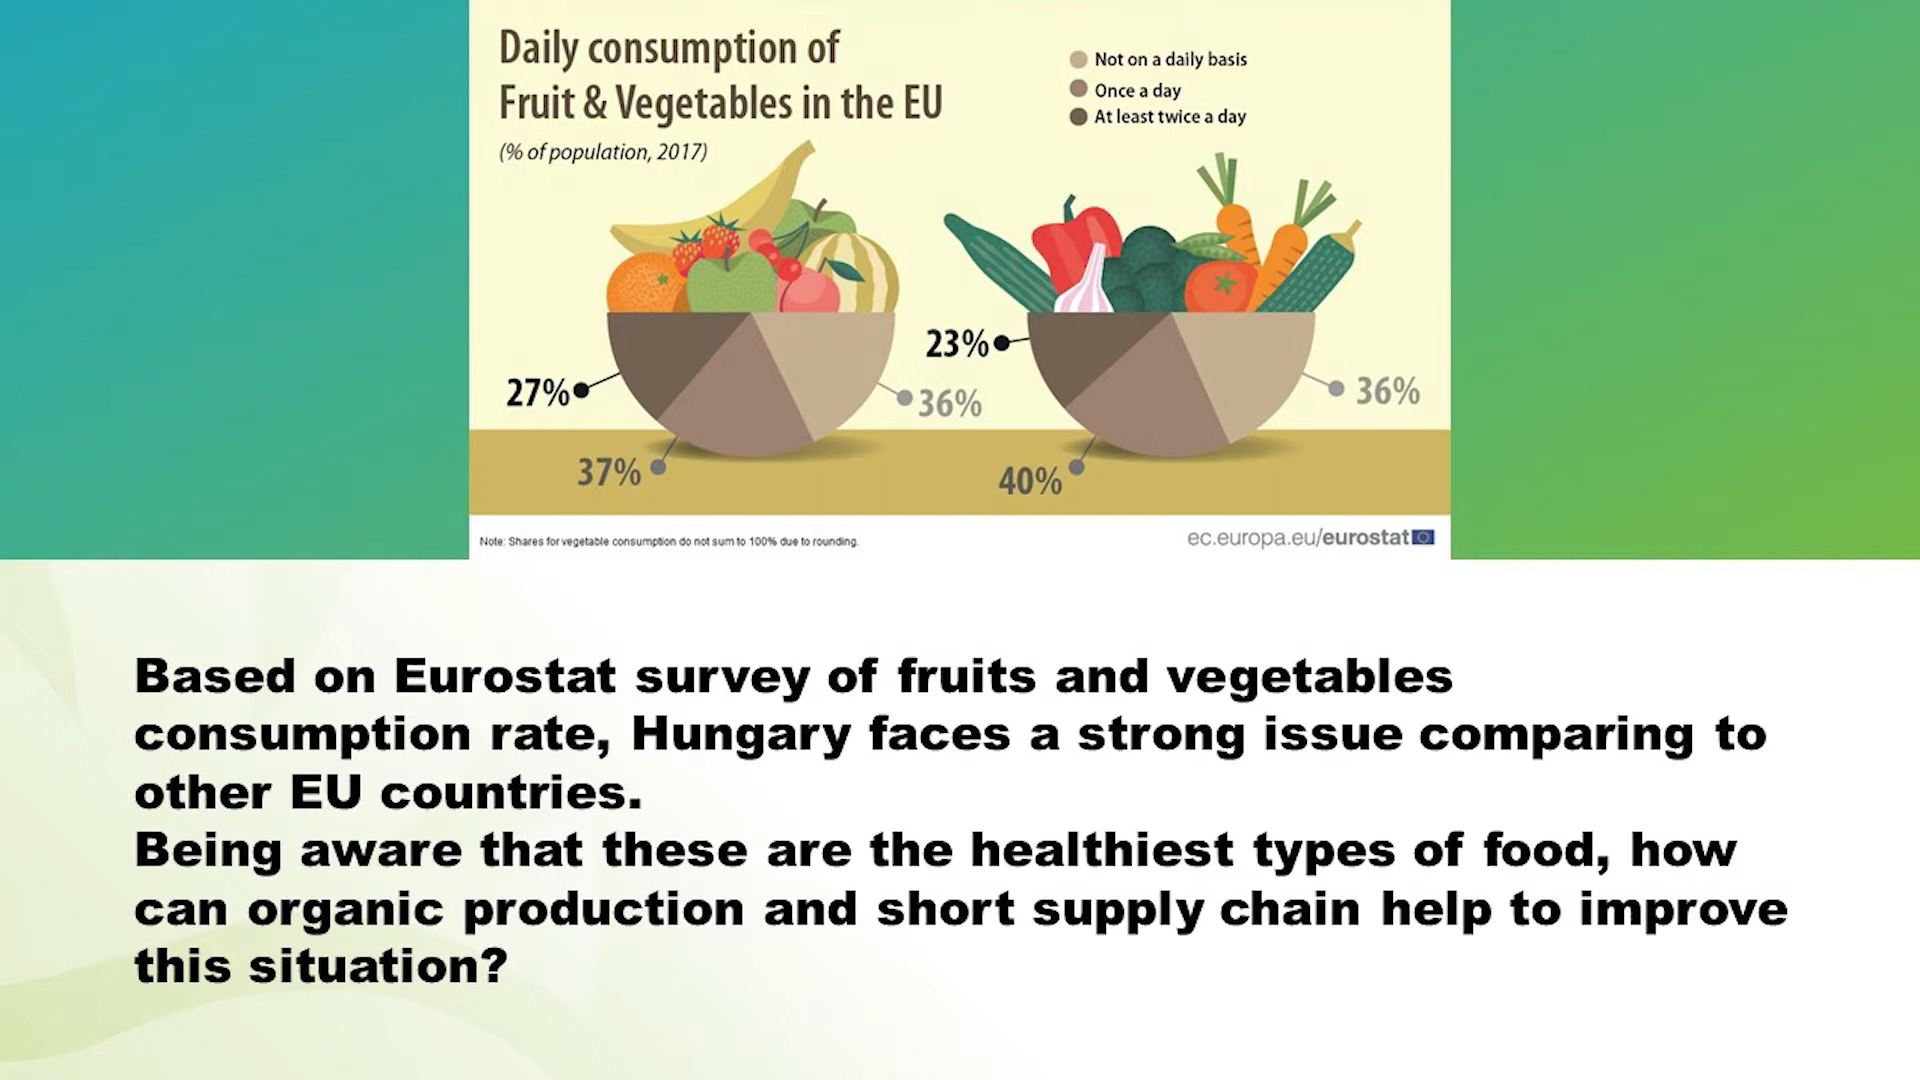 Daily consumption of
Fruit & Vegetables in the EU
(% of population, 2017)
Not on a daily basis
Once a day
At least twice a day
27%
37%
36%
23%
40%
36%
Note: Shares for vegetable consumption do not sum to 100% due to rounding.
ec.europa.eu/eurostat
Based on Eurostat survey of fruits and vegetables
consumption rate, Hungary faces a strong issue comparing to
other EU countries.
Being aware that these are the healthiest types of food, how
can organic production and short supply chain help to improve
this situation?